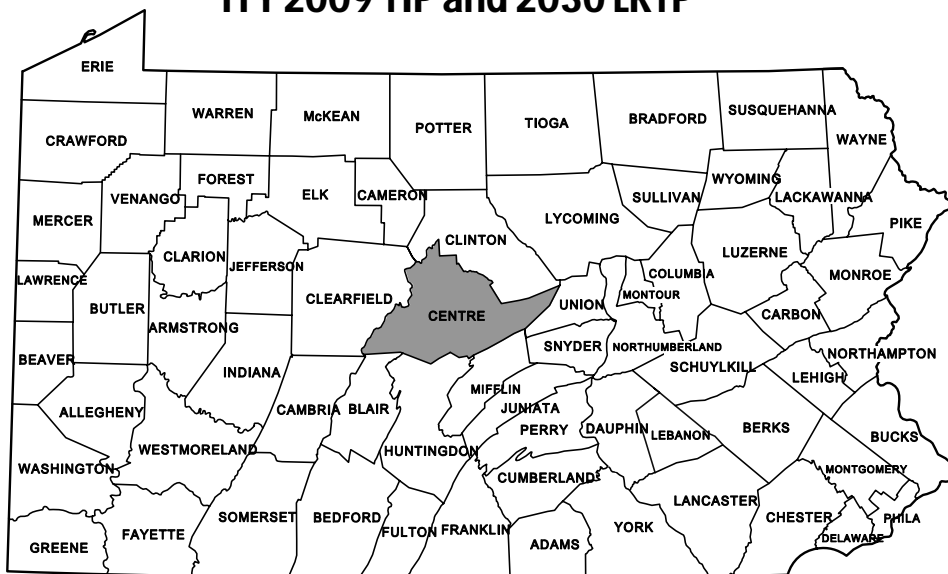 FFY 2009 TIP and 2030 LRTP
ERIE
WARREN
McKEAN
POTTER
TIOGA
BRADFORD
SUSQUEHANNA
WAYNE
CRAWFORD
FOREST
ELK
CAMERON
SULLIVAN
WYOMING
LACKAWANNA
VENANGO
MERCER
LYCOMING
PIKE
CLINTON
CLARION
JEFFERSON
LUZERNE
COLUMBIA
MONROE
LAWRENCE
BUTLER
CLEARFIELD
CENTRE
UNION
MONTOUR
CARBON
ARMSTRONG
SNYDER
NORTHUMBERLAND
NORTHAMPTON
BEAVER
INDIANA
SCHUYLKILL
LEHIGH
MIFFLIN
ALLEGHENY
CAMBRIA
BLAIR
JUNIATA
PERRY
DAUPHIN
LEBANON
BERKS
BUCKS
WESTMORELAND
HUNTINGDON
WASHINGTON
CUMBERLAND
MONTGOMERY
LANCASTER
SOMERSET
BEDFORD
FULTON
FRANKLIN
YORK
CHESTER
PHILA
FAYETTE
DELAWARE
GREENE
ADAMS